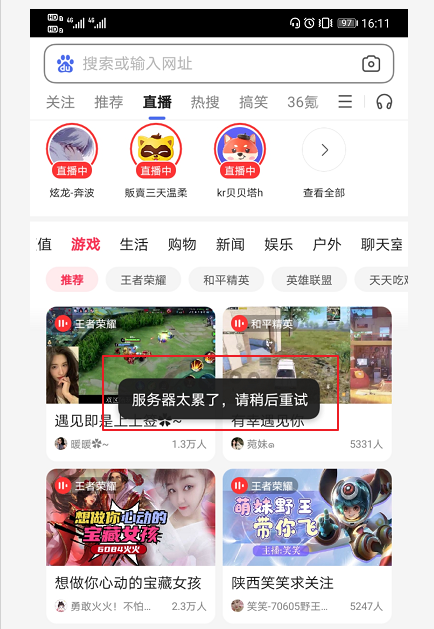 HD 4G 4G 97 16:11
HD
搜索或输入网址
关注 推荐 直播 热搜 搞笑 36氪
直播中 直播中 直播中
炫龙-奔波 贩賣三天温柔 kr贝贝塔h 查看全部
值 游戏 生活 购物 新闻 娱乐 户外 聊天室
推荐 王者荣耀 和平精英 英雄联盟 天天吃鸡
王者荣耀 和平精英
服务器太累了，请稍后重试
遇见即是上上签✿~ 有幸遇见你
暖暖✿~ 1.3万人 菀妹 5331人
王者荣耀 王者荣耀
想做你心动的 萌妹野王
宝藏女孩 带你飞
6084火火 主播:笑笑
想做你心动的宝藏女孩 陕西笑笑求关注
勇敢火火！不怕... 2.3万人 笑笑-70605野王... 5247人